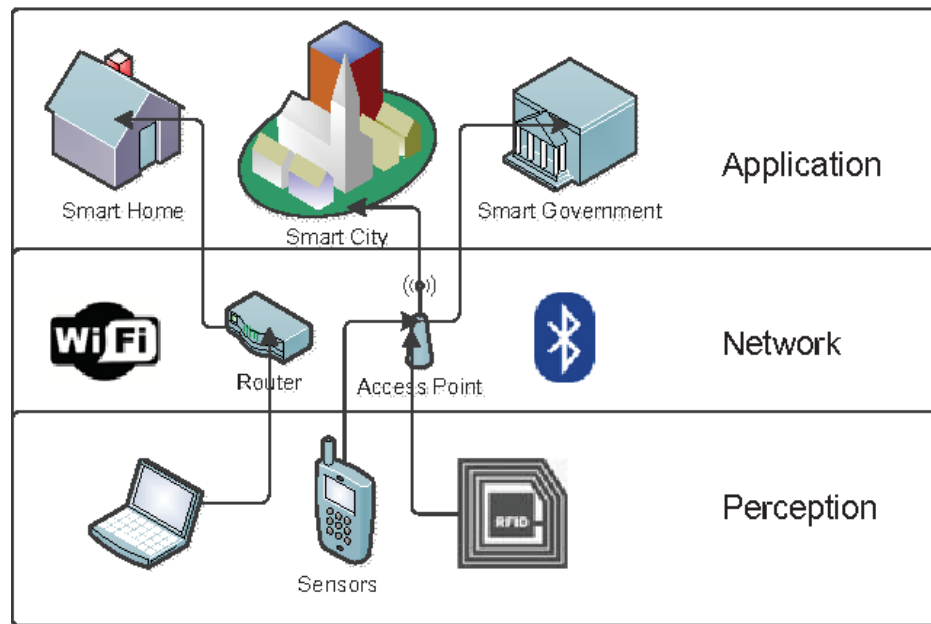 Application
Smart Home
Smart City
Smart Government
WiFi
Router
Access Point
Network
RFID
Sensors
Perception